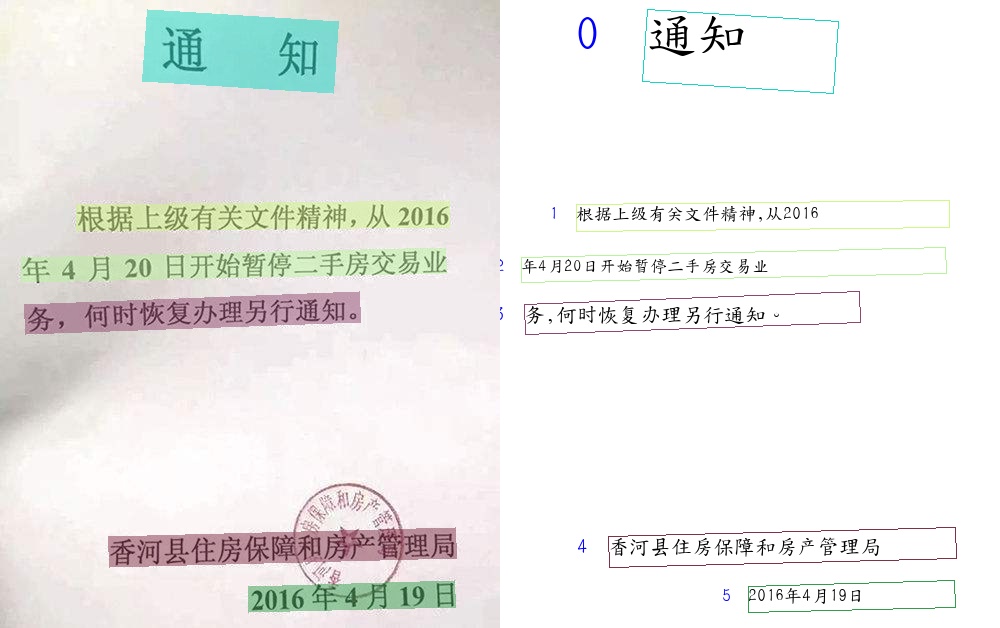 通 知
0 通知
根据上级有关文件精神，从 2016
1 根据上级有关文件精神,从2016
年 4 月 20 日开始暂停二手房交易业
2 年4月20日开始暂停二手房交易业
务，何时恢复办理另行通知。
3 务,何时恢复办理另行通知。
香河县住房保障和房产管理局
4 香河县住房保障和房产管理局
2016 年 4 月 19 日
5 2016年4月19日